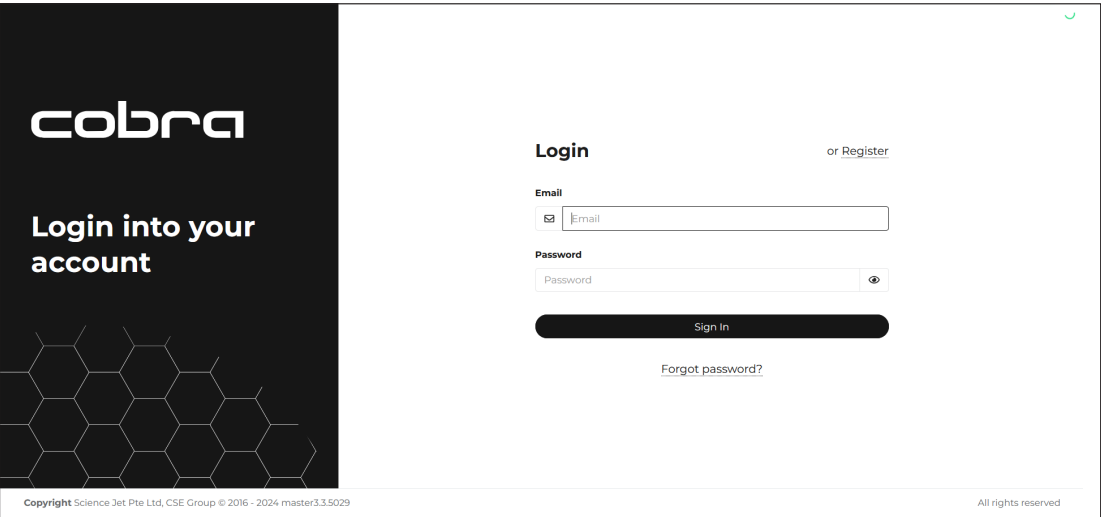 cobra
Login into your
account
Login
or Register
Email
Email
Password
Password
Sign In
Forgot password?
Copyright Science Jet Pte Ltd, CSE Group © 2016 - 2024 master3.3.5029
All rights reserved